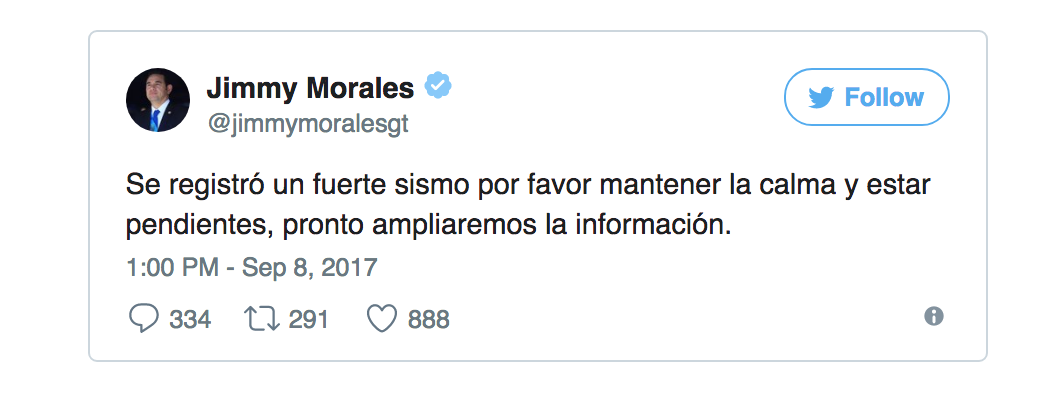 Jimmy Morales
@jimmymoralesgt
Follow
Se registró un fuerte sismo por favor mantener la calma y estar
pendientes, pronto ampliaremos la información.
1:00 PM - Sep 8, 2017
334 291 888